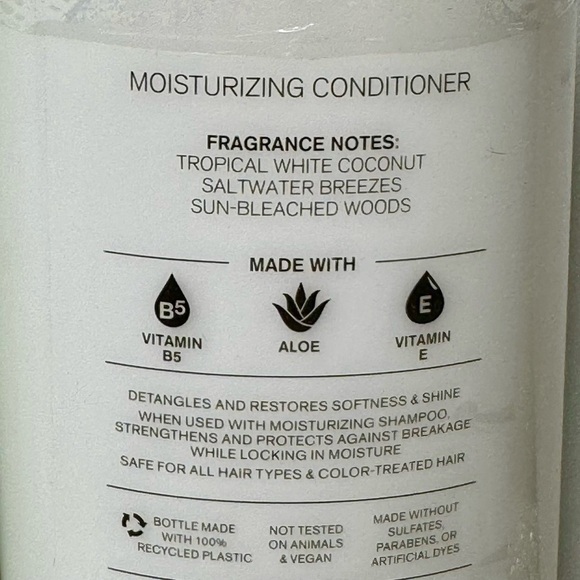 MOISTURIZING CONDITIONER
FRAGRANCE NOTES:
TROPICAL WHITE COCONUT
SALTWATER BREEZES
SUN-BLEACHED WOODS
MADE WITH
B5
E
VITAMIN
B5
ALOE
VITAMIN
E
DETANGLES AND RESTORES SOFTNESS & SHINE
WHEN USED WITH MOISTURIZING SHAMPOO,
STRENGTHENS AND PROTECTS AGAINST BREAKAGE
WHILE LOCKING IN MOISTURE
SAFE FOR ALL HAIR TYPES & COLOR-TREATED HAIR
BOTTLE MADE
WITH 100%
RECYCLED PLASTIC
NOT TESTED
ON ANIMALS
& VEGAN
MADE WITHOUT
SULFATES,
PARABENS, OR
ARTIFICIAL DYES